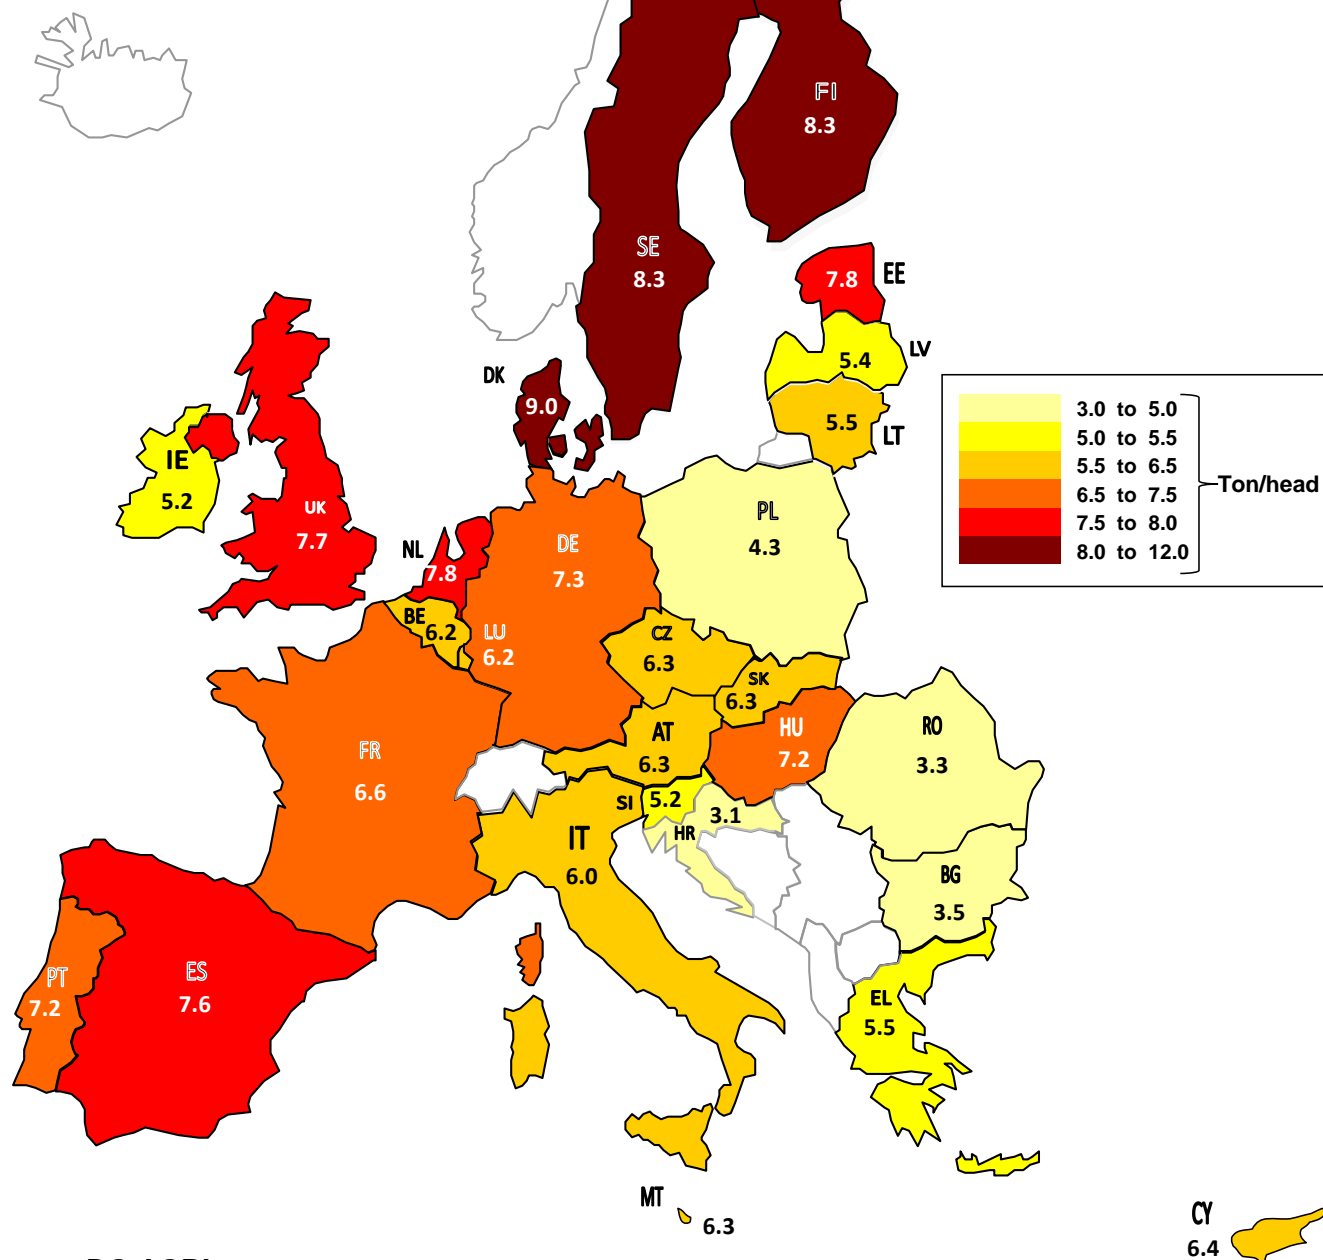 FI
8.3
SE
8.3
7.8
EE
LV
5.4
DK
9.0
5.5
LT
IE
5.2
UK
7.7
NL
7.8
DE
7.3
PL
4.3
3.0 to 5.0
5.0 to 5.5
5.5 to 6.5
6.5 to 7.5
7.5 to 8.0
8.0 to 12.0
Ton/head
BE
6.2
LU
6.2
CZ
6.3
SK
6.3
AT
6.3
HU
7.2
RO
3.3
FR
6.6
SI
5.2
HR
3.1
IT
6.0
BG
3.5
PT
7.2
ES
7.6
EL
5.5
MT
6.3
CY
6.4